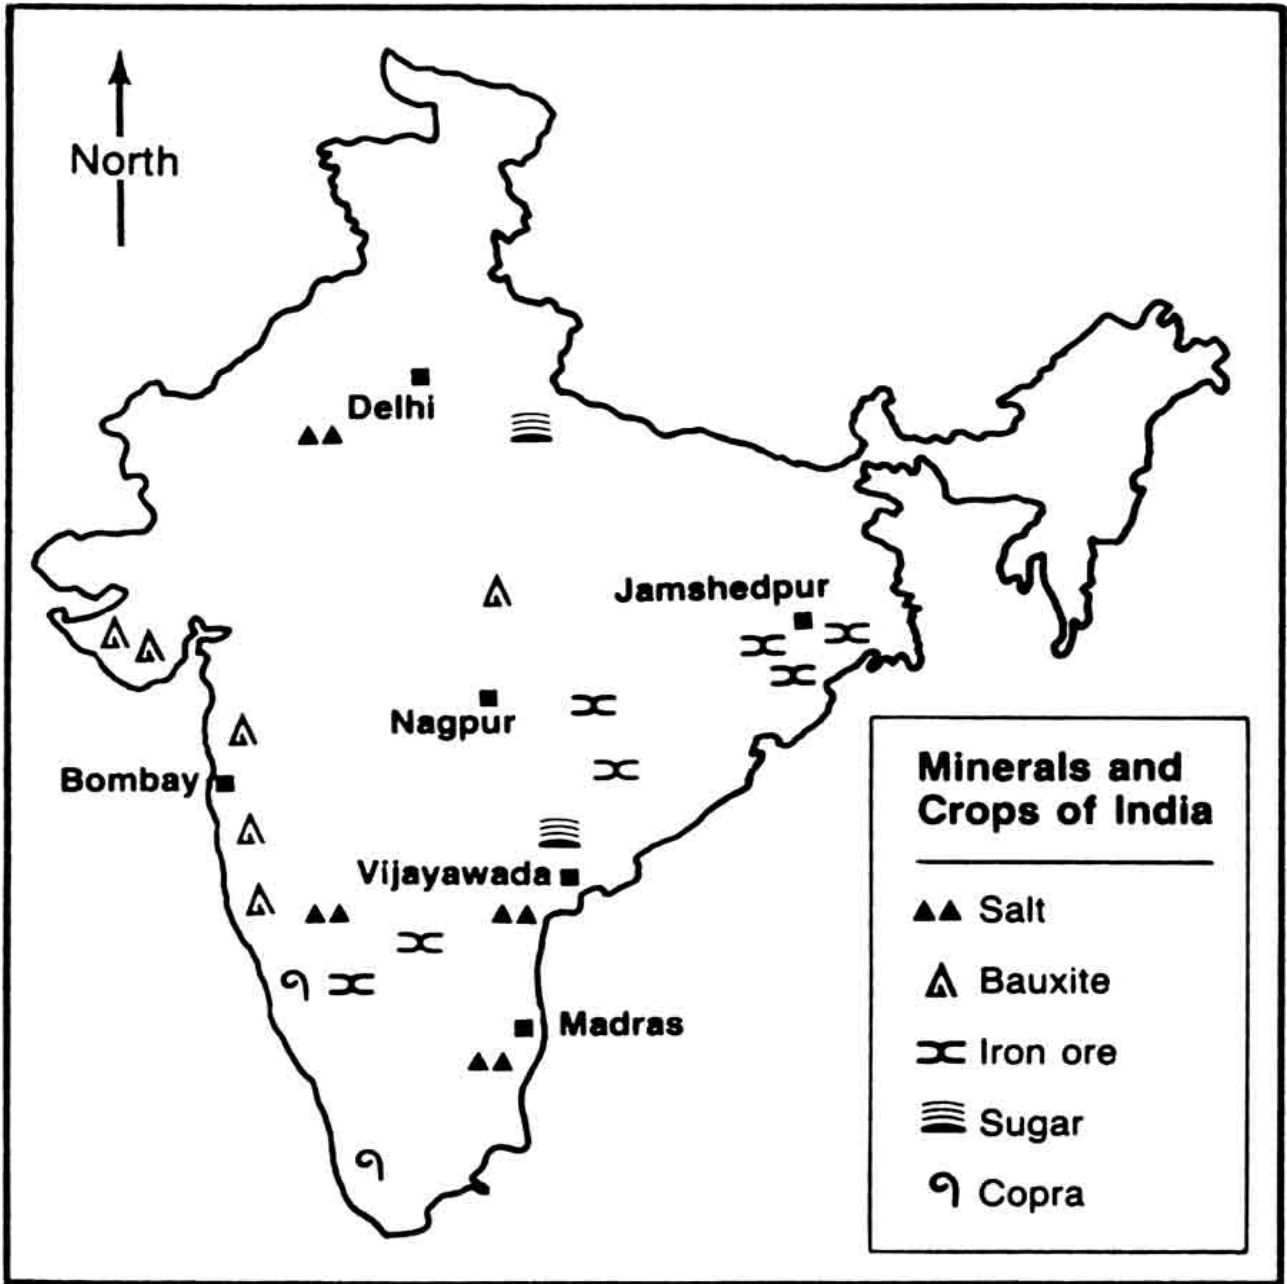 North
Delhi
Jamshedpur
Nagpur
Bombay
Vijayawada
Madras
Minerals and
Crops of India
Salt
Bauxite
Iron ore
Sugar
Copra